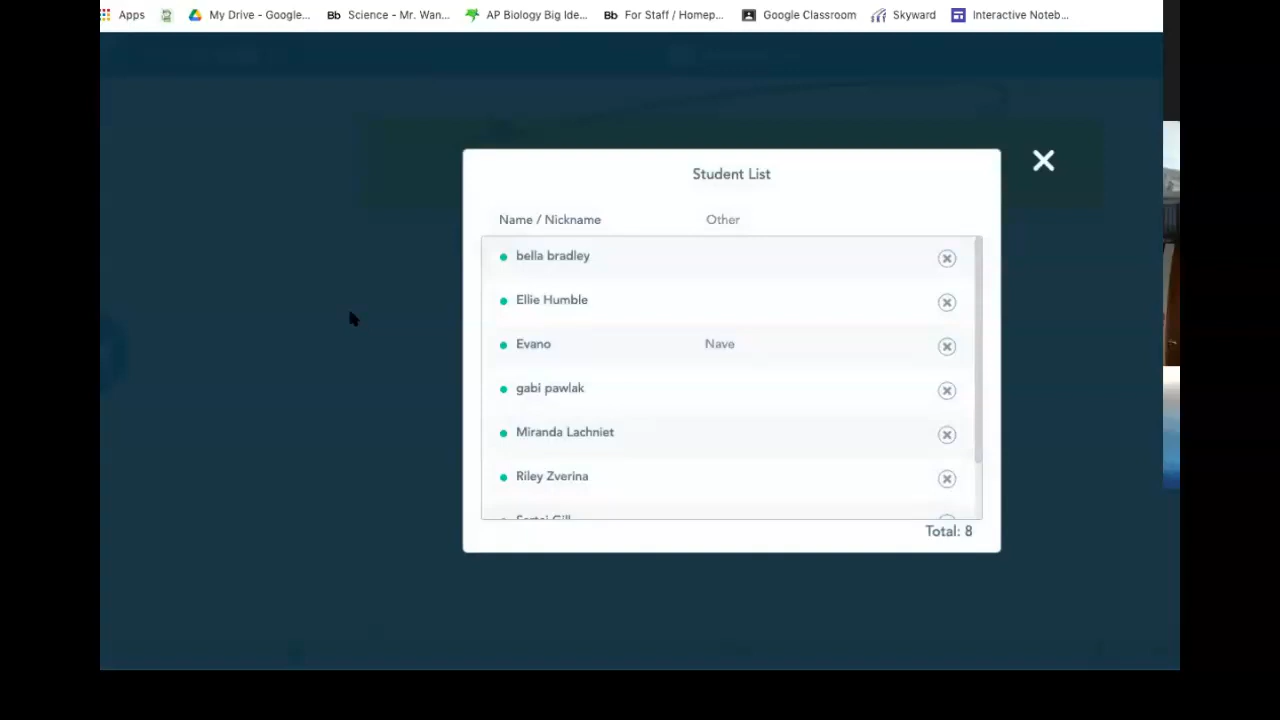 Apps My Drive - Google... Bb Science - Mr. Wan... AP Biology Big Ide... Bb For Staff / Homep... Google Classroom Skyward Interactive Noteb...
Student List
Name / Nickname Other
bella bradley
Ellie Humble
Evano Nave
gabi pawlak
Miranda Lachniet
Riley Zverina
Total: 8